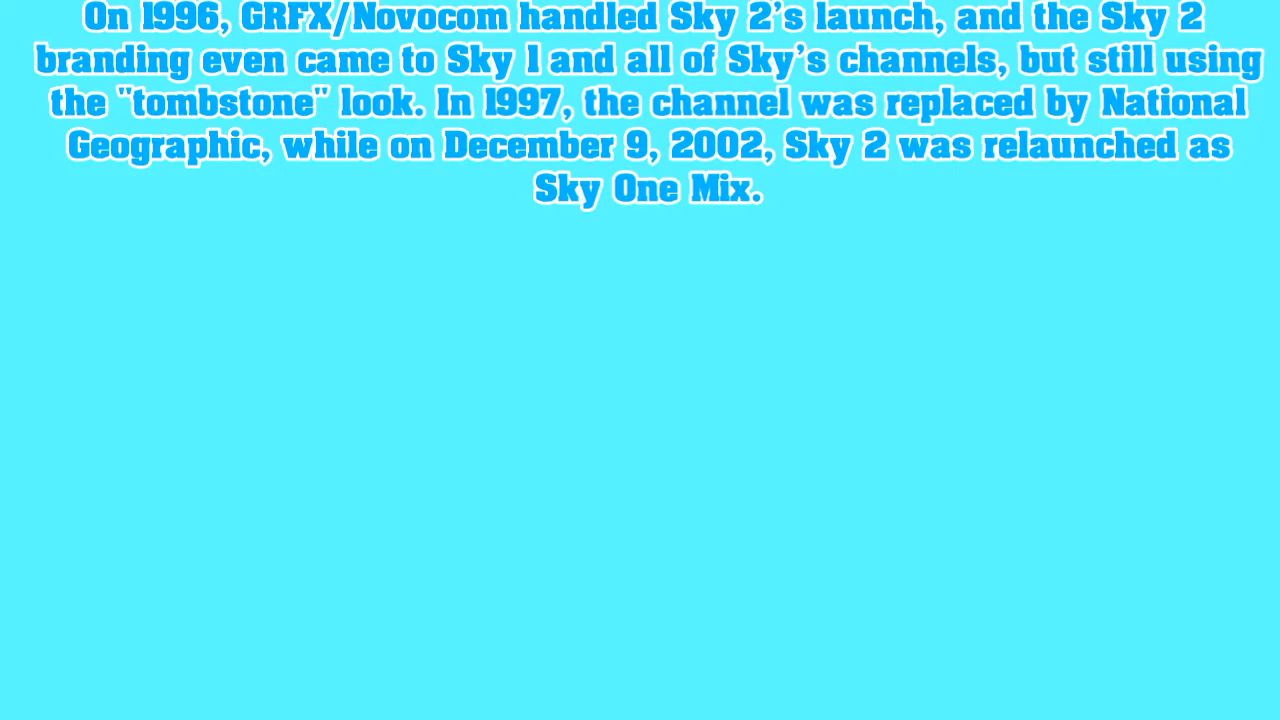 On 1996, GRFX/Novocom handled Sky 2’s launch, and the Sky 2
branding even came to Sky 1 and all of Sky’s channels, but still using
the "tombstone" look. In 1997, the channel was replaced by National
Geographic, while on December 9, 2002, Sky 2 was relaunched as
Sky One Mix.